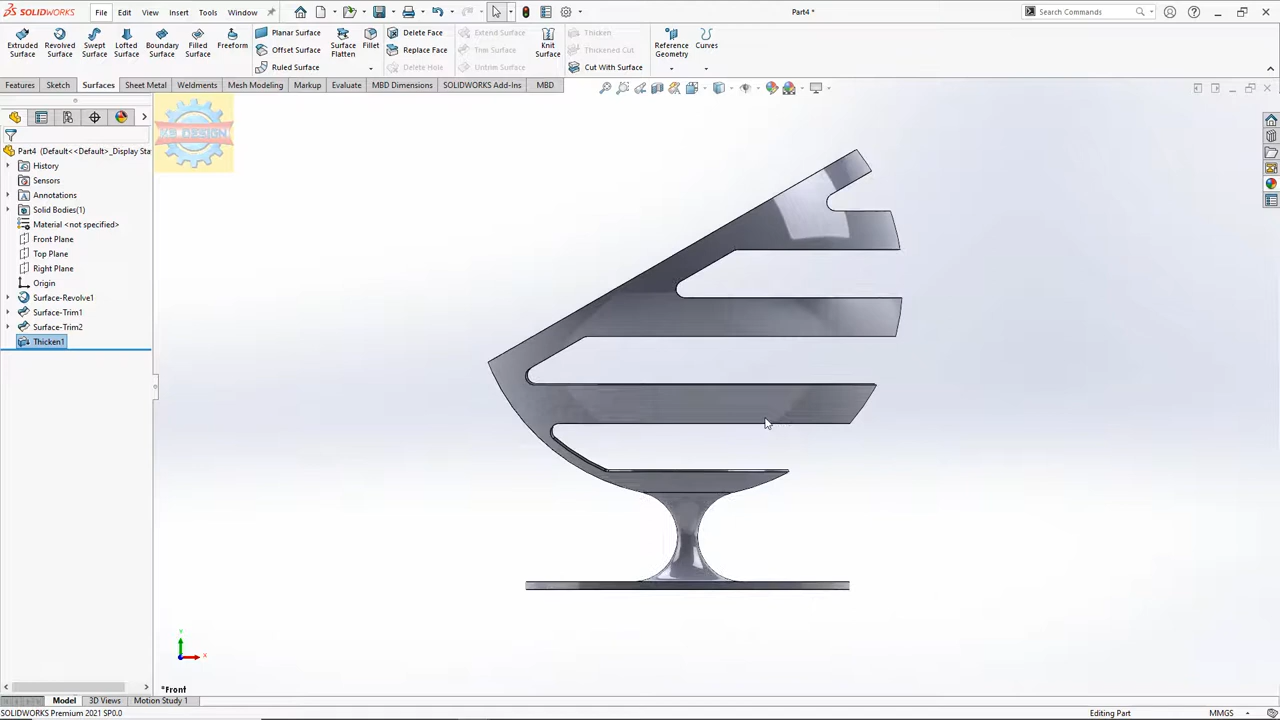 SOLIDWORKS File Edit View Insert Tools Window Part4 * Search Commands
Extruded Surface
Revolved Surface
Swept Surface
Lofted Surface
Boundary Surface
Filled Surface
Freeform
Planar Surface
Offset Surface
Ruled Surface
Surface Flatten
Fillet
Delete Face
Replace Face
Delete Hole
Extend Surface
Trim Surface
Untrim Surface
Knit Surface
Thicken
Thickened Cut
Cut With Surface
Reference Geometry
Curves
Features Sketch Surfaces Sheet Metal Weldments Mesh Modeling Markup Evaluate MBD Dimensions SOLIDWORKS Add-Ins MBD
KB DESIGN
Part4 (Default<<Default>_Display Sta
History
Sensors
Annotations
Solid Bodies(1)
Material <not specified>
Front Plane
Top Plane
Right Plane
Origin
Surface-Revolve1
Surface-Trim1
Surface-Trim2
Thicken1
Y
X
*Front
Model 3D Views Motion Study 1
SOLIDWORKS Premium 2021 SP0.0 Editing Part MMGS